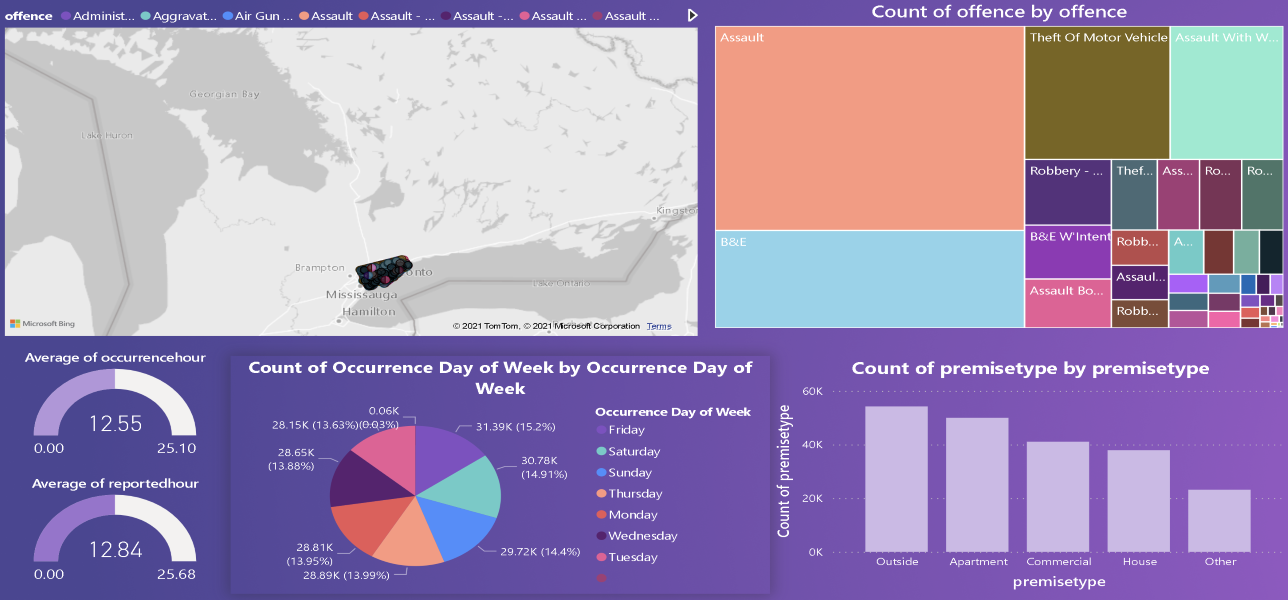 offence Administ... Aggravat... Air Gun ... Assault Assault - ... Assault -... Assault ... Assault ...
Georgian Bay
Lake Huron
Kingston
Brampton
onto
Lake Ontario
Mississauga
Hamilton
Microsoft Bing
© 2021 TomTom, © 2021 Microsoft Corporation Terms
Count of offence by offence
Assault
Theft Of Motor Vehicle
Assault With W...
Robbery - ...
Thef...
Ass...
Ro...
Ro...
B&E
B&E W'Intent
Robb...
A...
Assaul...
Assault Bo...
Robb...
Average of occurrencehour
12.55
0.00
25.10
Average of reportedhour
12.84
0.00
25.68
Count of Occurrence Day of Week by Occurrence Day of
Week
0.06K
(0.03%)
28.15K (13.63%)
31.39K (15.2%)
28.65K
(13.88%)
30.78K
(14.91%)
28.81K
(13.95%)
29.72K (14.4%)
28.89K (13.99%)
Occurrence Day of Week
Friday
Saturday
Sunday
Thursday
Monday
Wednesday
Tuesday
Count of premisetype by premisetype
Count of premisetype
60K
40K
20K
0K
Outside
Apartment
Commercial
House
Other
premisetype